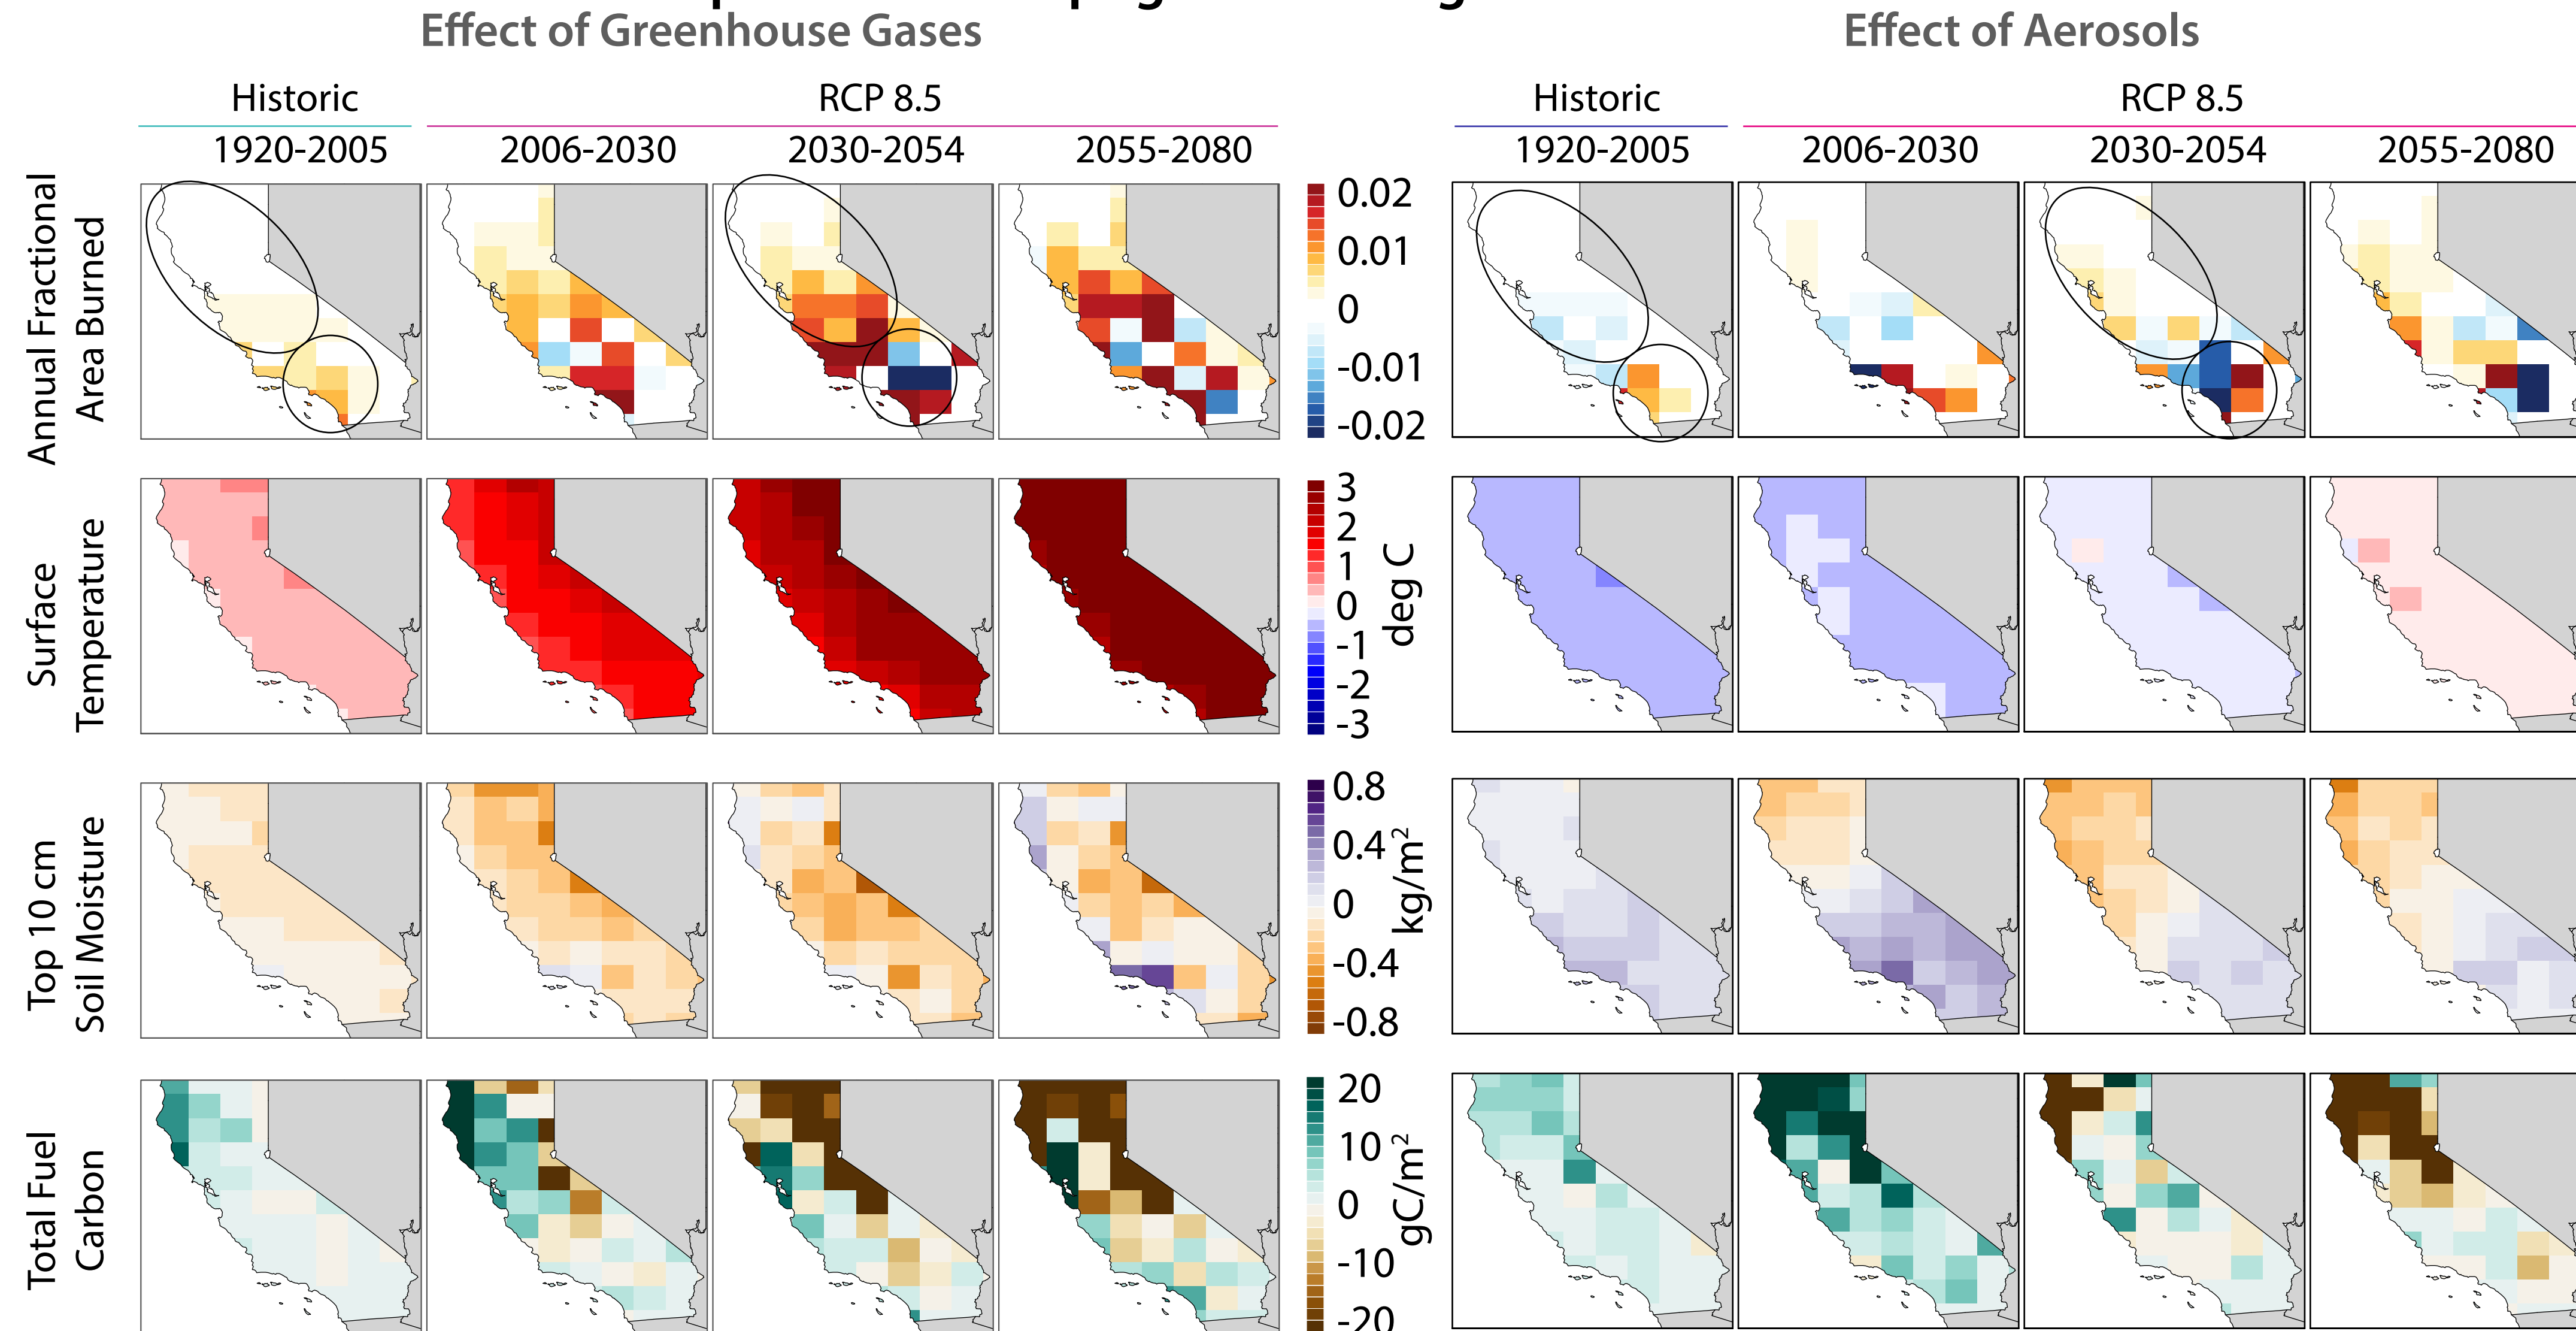 Effect of Greenhouse Gases
Effect of Aerosols
Historic
RCP 8.5
Historic
RCP 8.5
1920-2005
2006-2030
2030-2054
2055-2080
1920-2005
2006-2030
2030-2054
2055-2080
Annual Fractional
Area Burned
0.02
0.01
0
-0.01
-0.02
Surface
Temperature
3
2
1
0
-1
-2
-3
deg C
Top 10 cm
Soil Moisture
0.8
0.4
0
-0.4
-0.8
kg/m²
Total Fuel
Carbon
20
10
0
-10
-20
gC/m²